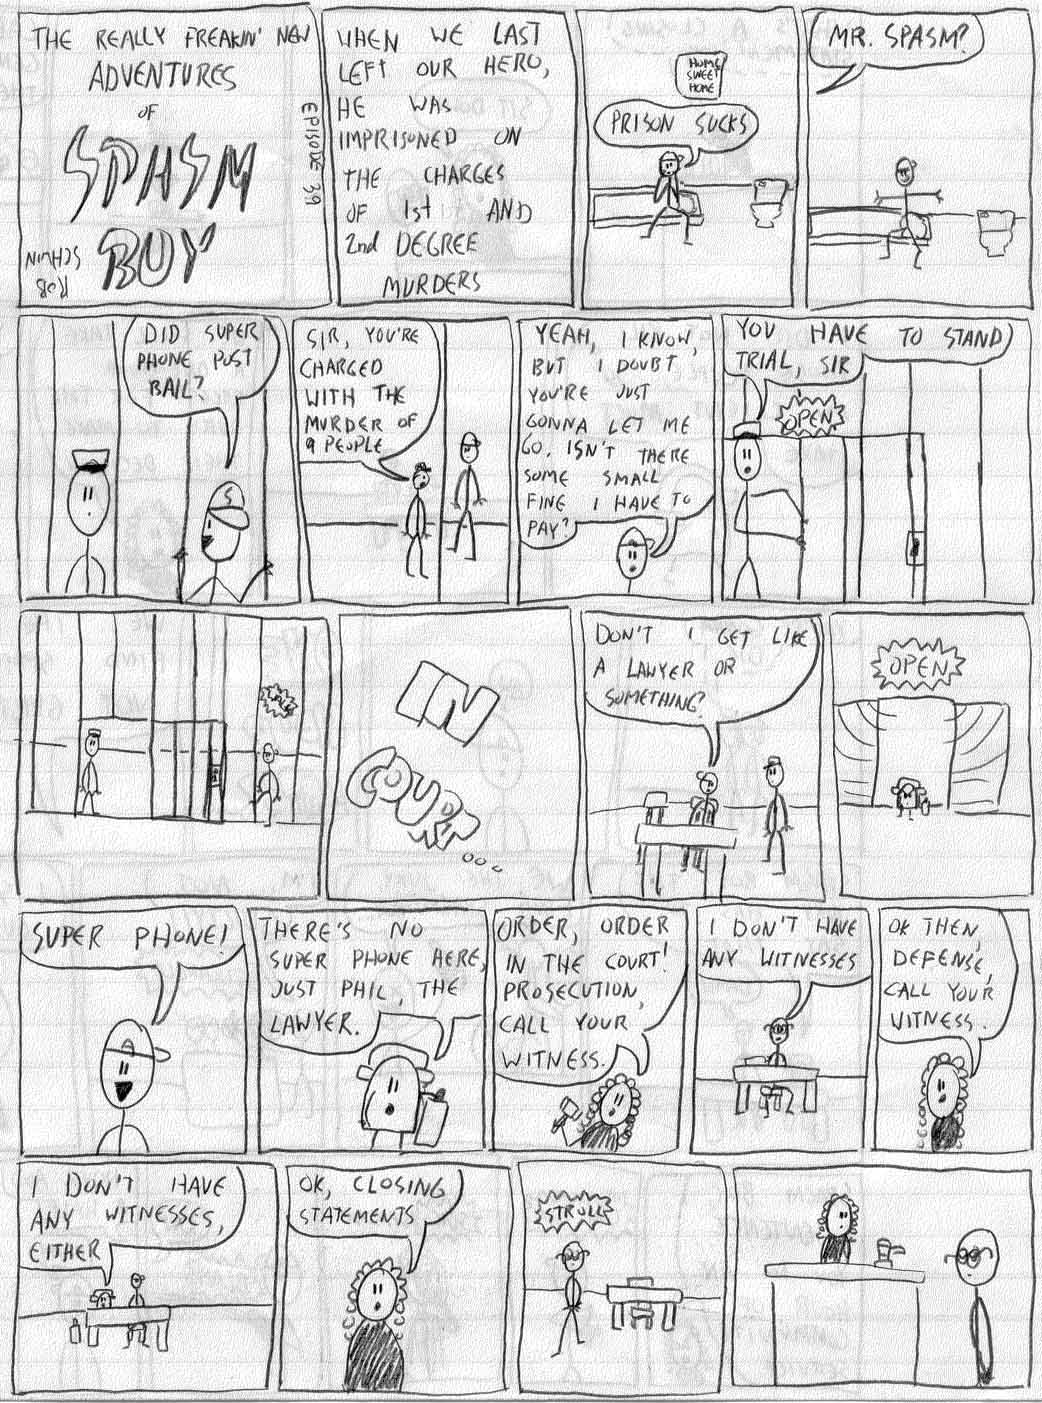 THE REALLY FREAKIN' NEW
ADVENTURES
OF
SPASM
BOY
ROB
SCHWIN
EPISODE 39
WHEN WE LAST
LEFT OUR HERO,
HE WAS
IMPRISONED ON
THE CHARGES
OF 1st AND
2nd DEGREE
MURDERS
HOME
SWEET
HOME
PRISON SUCKS
MR. SPASM?
DID SUPER
PHONE POST
BAIL?
SIR, YOU'RE
CHARGED
WITH THE
MURDER OF
9 PEOPLE
YEAH, I KNOW,
BUT I DOUBT
YOU'RE JUST
GONNA LET ME
GO. ISN'T THERE
SOME SMALL
FINE I HAVE TO
PAY?
YOU HAVE TO STAND
TRIAL, SIR
OPEN
IN
COURT
...
DON'T I GET LIKE
A LAWYER OR
SOMETHING?
OPEN
SUPER PHONE!
THERE'S NO
SUPER PHONE HERE,
JUST PHIL, THE
LAWYER.
ORDER, ORDER
IN THE COURT!
PROSECUTION,
CALL YOUR
WITNESS.
I DON'T HAVE
ANY WITNESSES
OK THEN,
DEFENSE,
CALL YOUR
WITNESS.
I DON'T HAVE
ANY WITNESSES,
EITHER
OK, CLOSING
STATEMENTS
STROLL